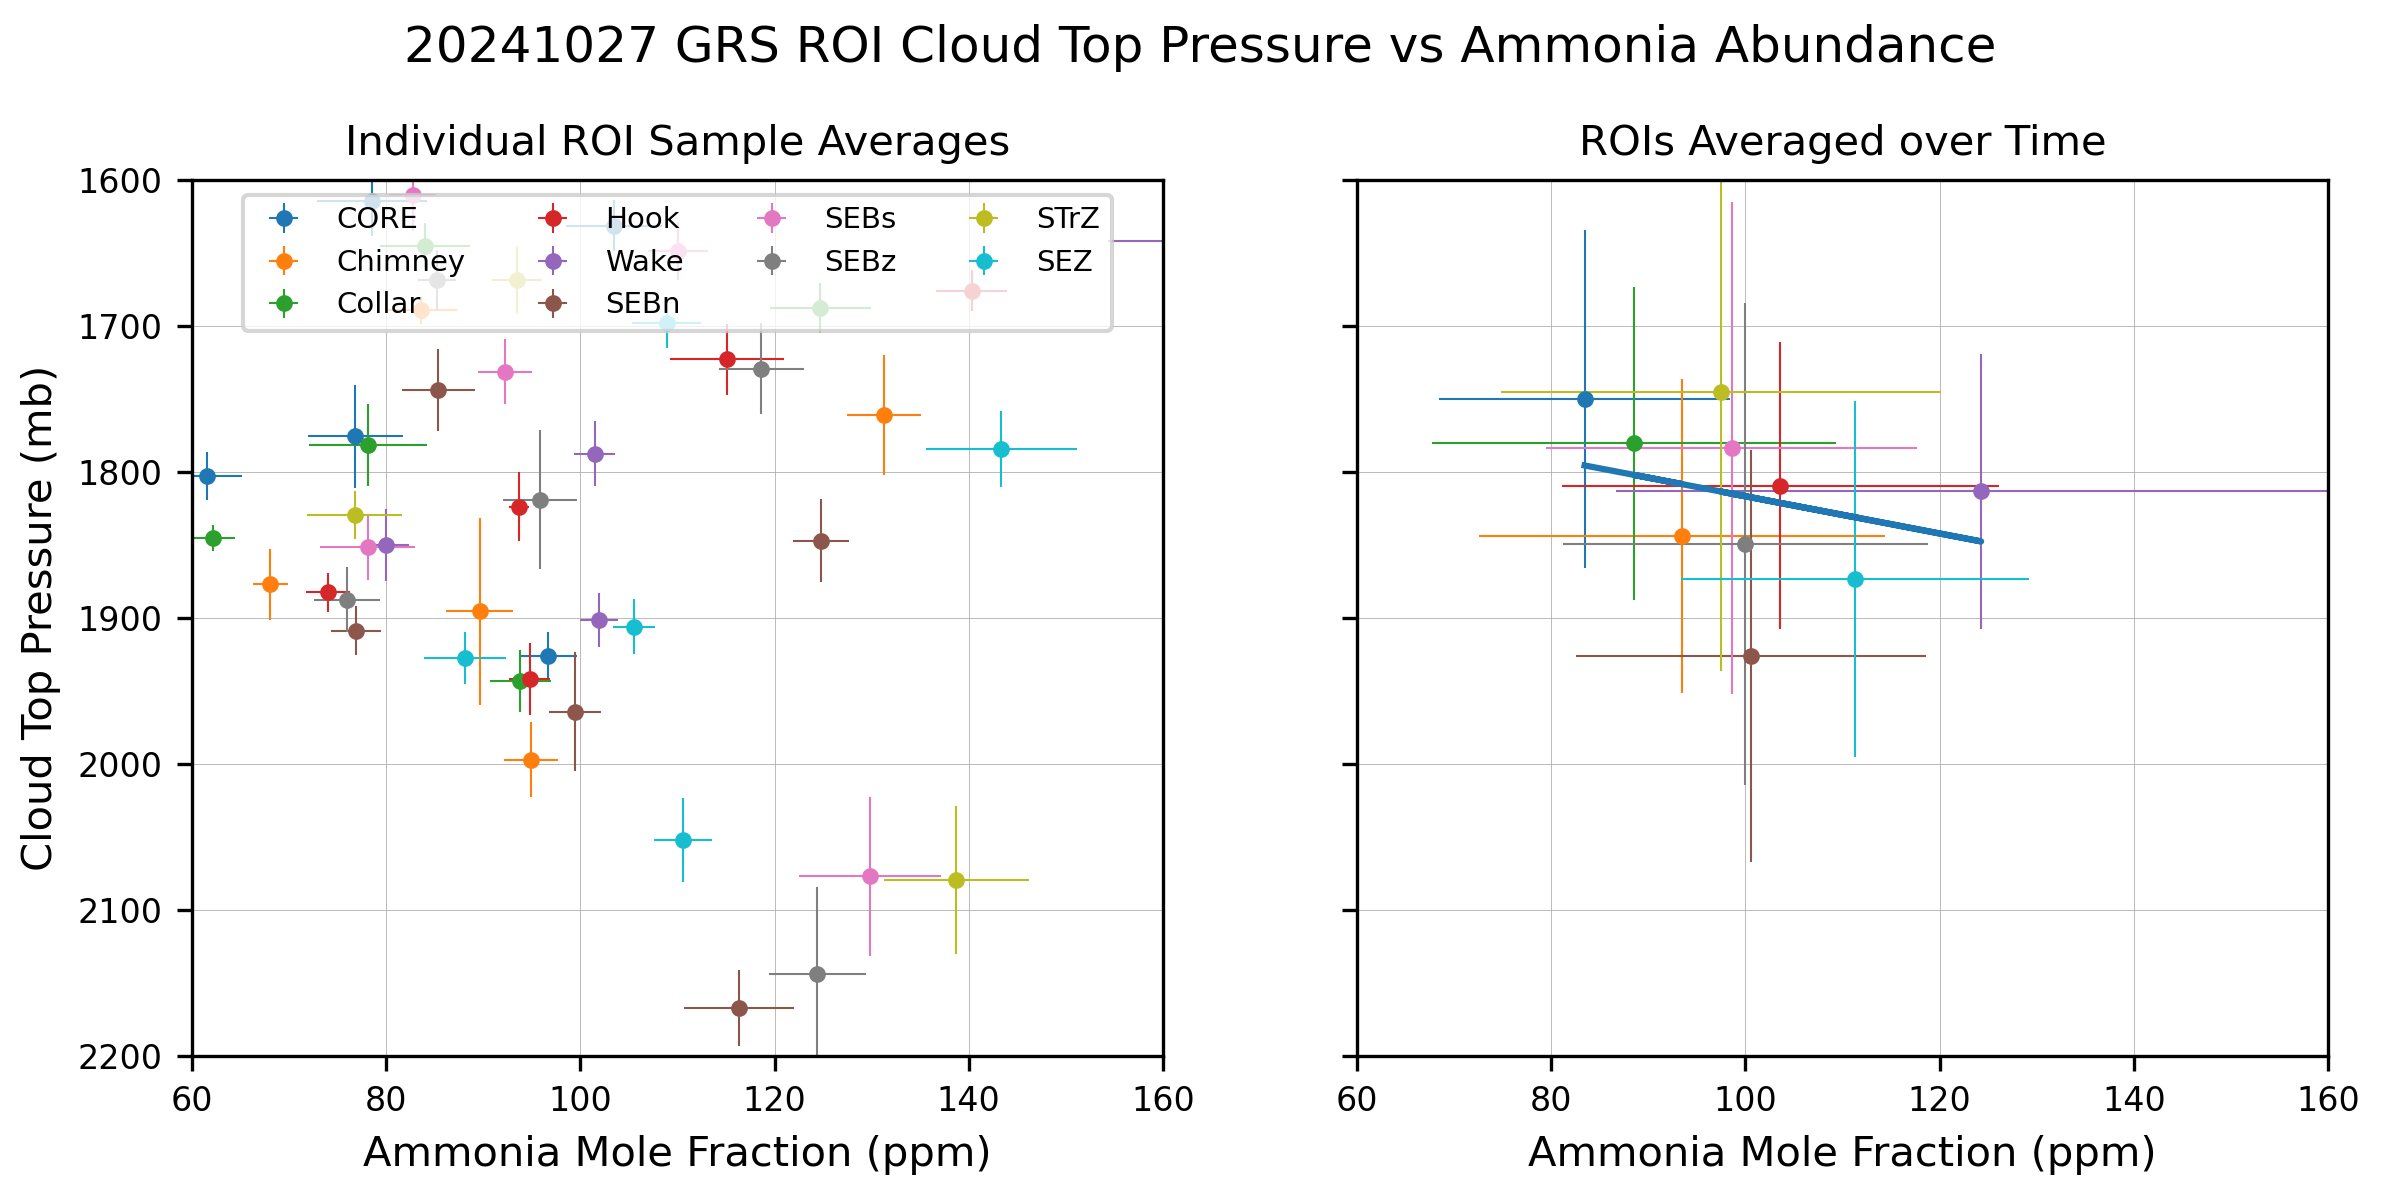 20241027 GRS ROI Cloud Top Pressure vs Ammonia Abundance
Individual ROI Sample Averages
ROIs Averaged over Time
1600
1700
1800
1900
2000
2100
2200
Cloud Top Pressure (mb)
CORE
Chimney
Collar
Hook
Wake
SEBn
SEBs
SEBz
STrZ
SEZ
60 80 100 120 140 160
60 80 100 120 140 160
Ammonia Mole Fraction (ppm)
Ammonia Mole Fraction (ppm)